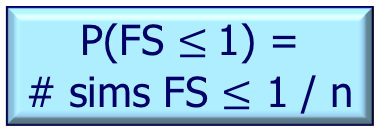 P(FS ≤ 1) =
# sims FS ≤ 1 / n